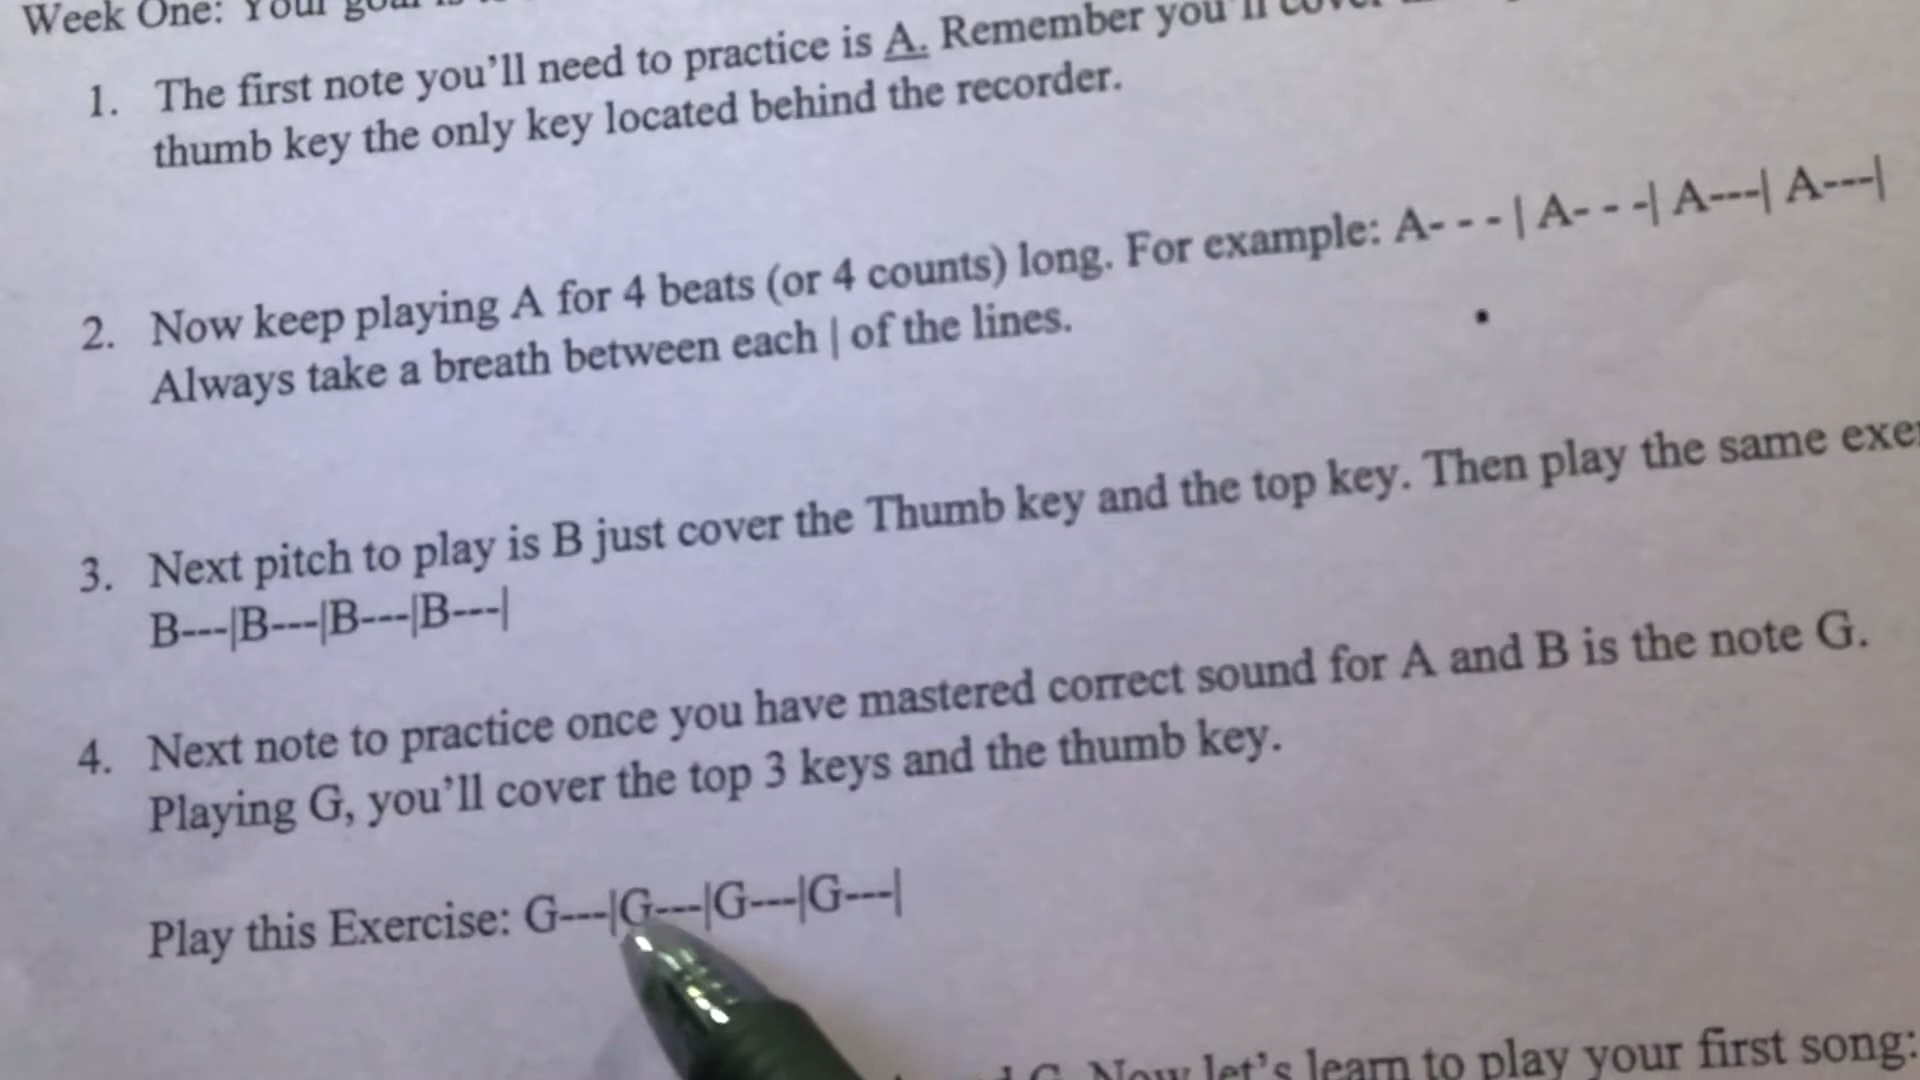 Week One: Your goal is
1. The first note you'll need to practice is A. Remember you'll cover
thumb key the only key located behind the recorder.
2. Now keep playing A for 4 beats (or 4 counts) long. For example: A- - - | A- - -| A---| A---|
Always take a breath between each | of the lines.
3. Next pitch to play is B just cover the Thumb key and the top key. Then play the same
B---|B---|B---|B---|
4. Next note to practice once you have mastered correct sound for A and B is the note G.
Playing G, you'll cover the top 3 keys and the thumb key.
Play this Exercise: G---|G---|G---|G---|
G. Now let's learn to play your first song: